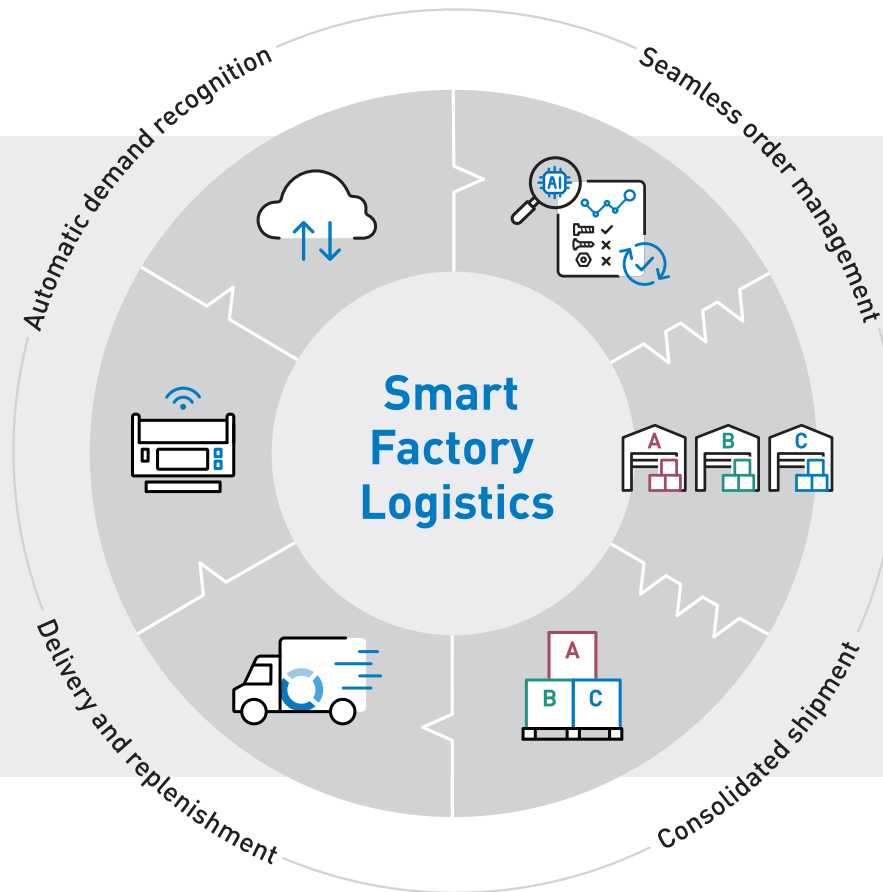 Automatic demand recognition
Seamless order management
AI
Smart
Factory
Logistics
A
B
C
A
B
C
Delivery and replenishment
Consolidated shipment